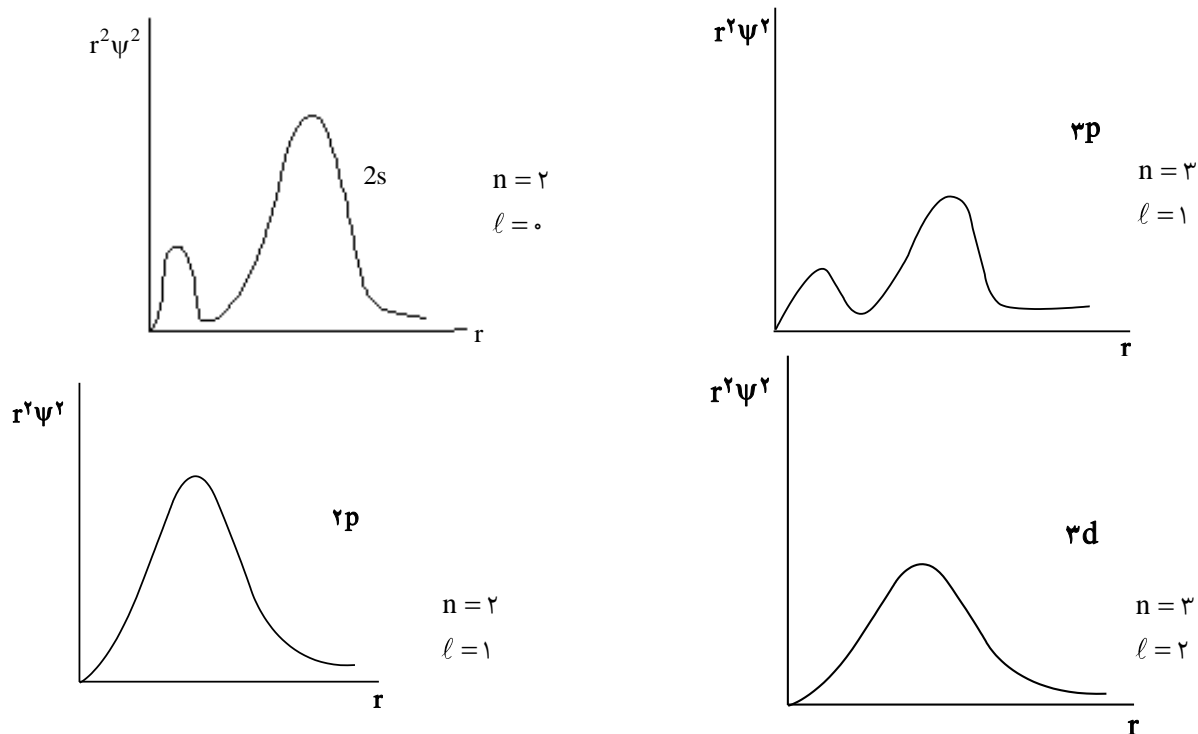 r²ψ²
2s
n = ۲
ℓ = ۰
r
r۲ψ۲
۳p
n = ۳
ℓ = ۱
r
r۲ψ۲
۲p
n = ۲
ℓ = ۱
r
r۲ψ۲
۳d
n = ۳
ℓ = ۲
r